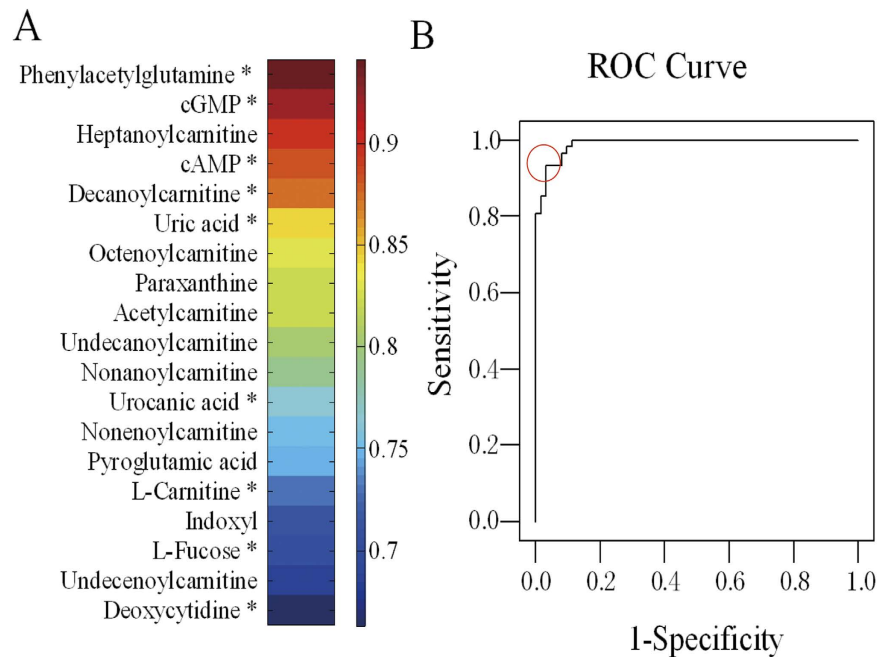 A
Phenylacetylglutamine *
cGMP *
Heptanoylcarnitine
cAMP *
Decanoylcarnitine *
Uric acid *
Octenoylcarnitine
Paraxanthine
Acetylcarnitine
Undecanoylcarnitine
Nonanoylcarnitine
Urocanic acid *
Nonenoylcarnitine
Pyroglutamic acid
L-Carnitine *
Indoxyl
L-Fucose *
Undecenoylcarnitine
Deoxycytidine *
0.9
0.85
0.8
0.75
0.7
B
ROC Curve
Sensitivity
1.0
0.8
0.6
0.4
0.2
0.0
0.0 0.2 0.4 0.6 0.8 1.0
1-Specificity